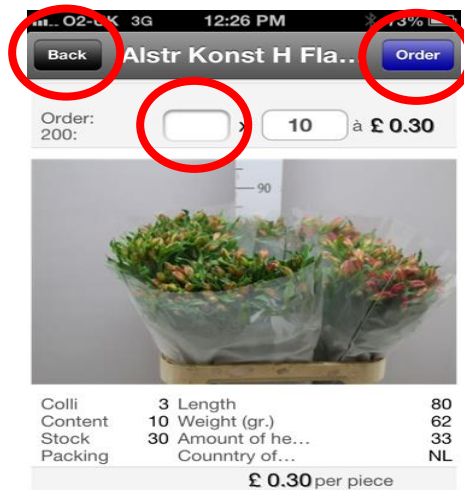 O2-UK 3G 12:26 PM 73%
Back Alstr Konst H Fla... Order
Order: 200: x 10 à £ 0.30
90
Colli 3 Length 80
Content 10 Weight (gr.) 62
Stock 30 Amount of he... 33
Packing Counntry of... NL
£ 0.30 per piece